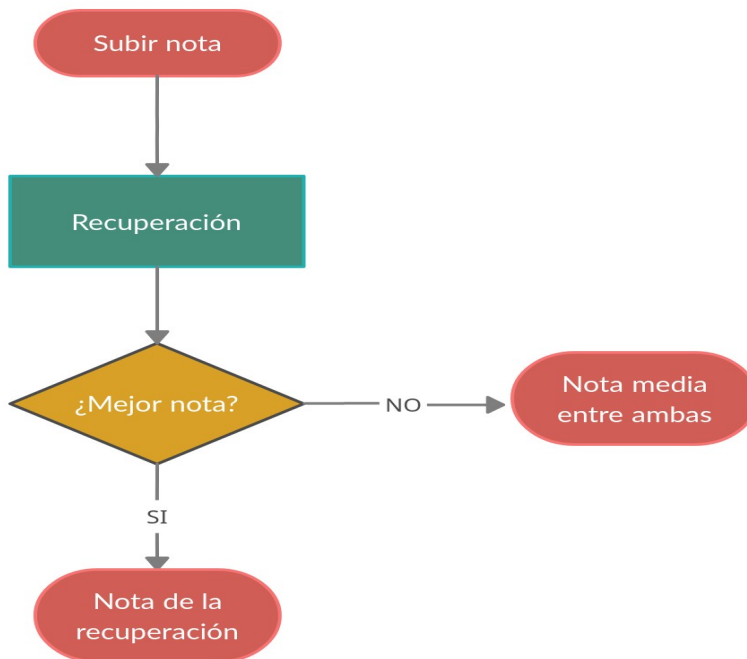 Subir nota
Recuperación
¿Mejor nota?
NO
Nota media
entre ambas
SI
Nota de la
recuperación